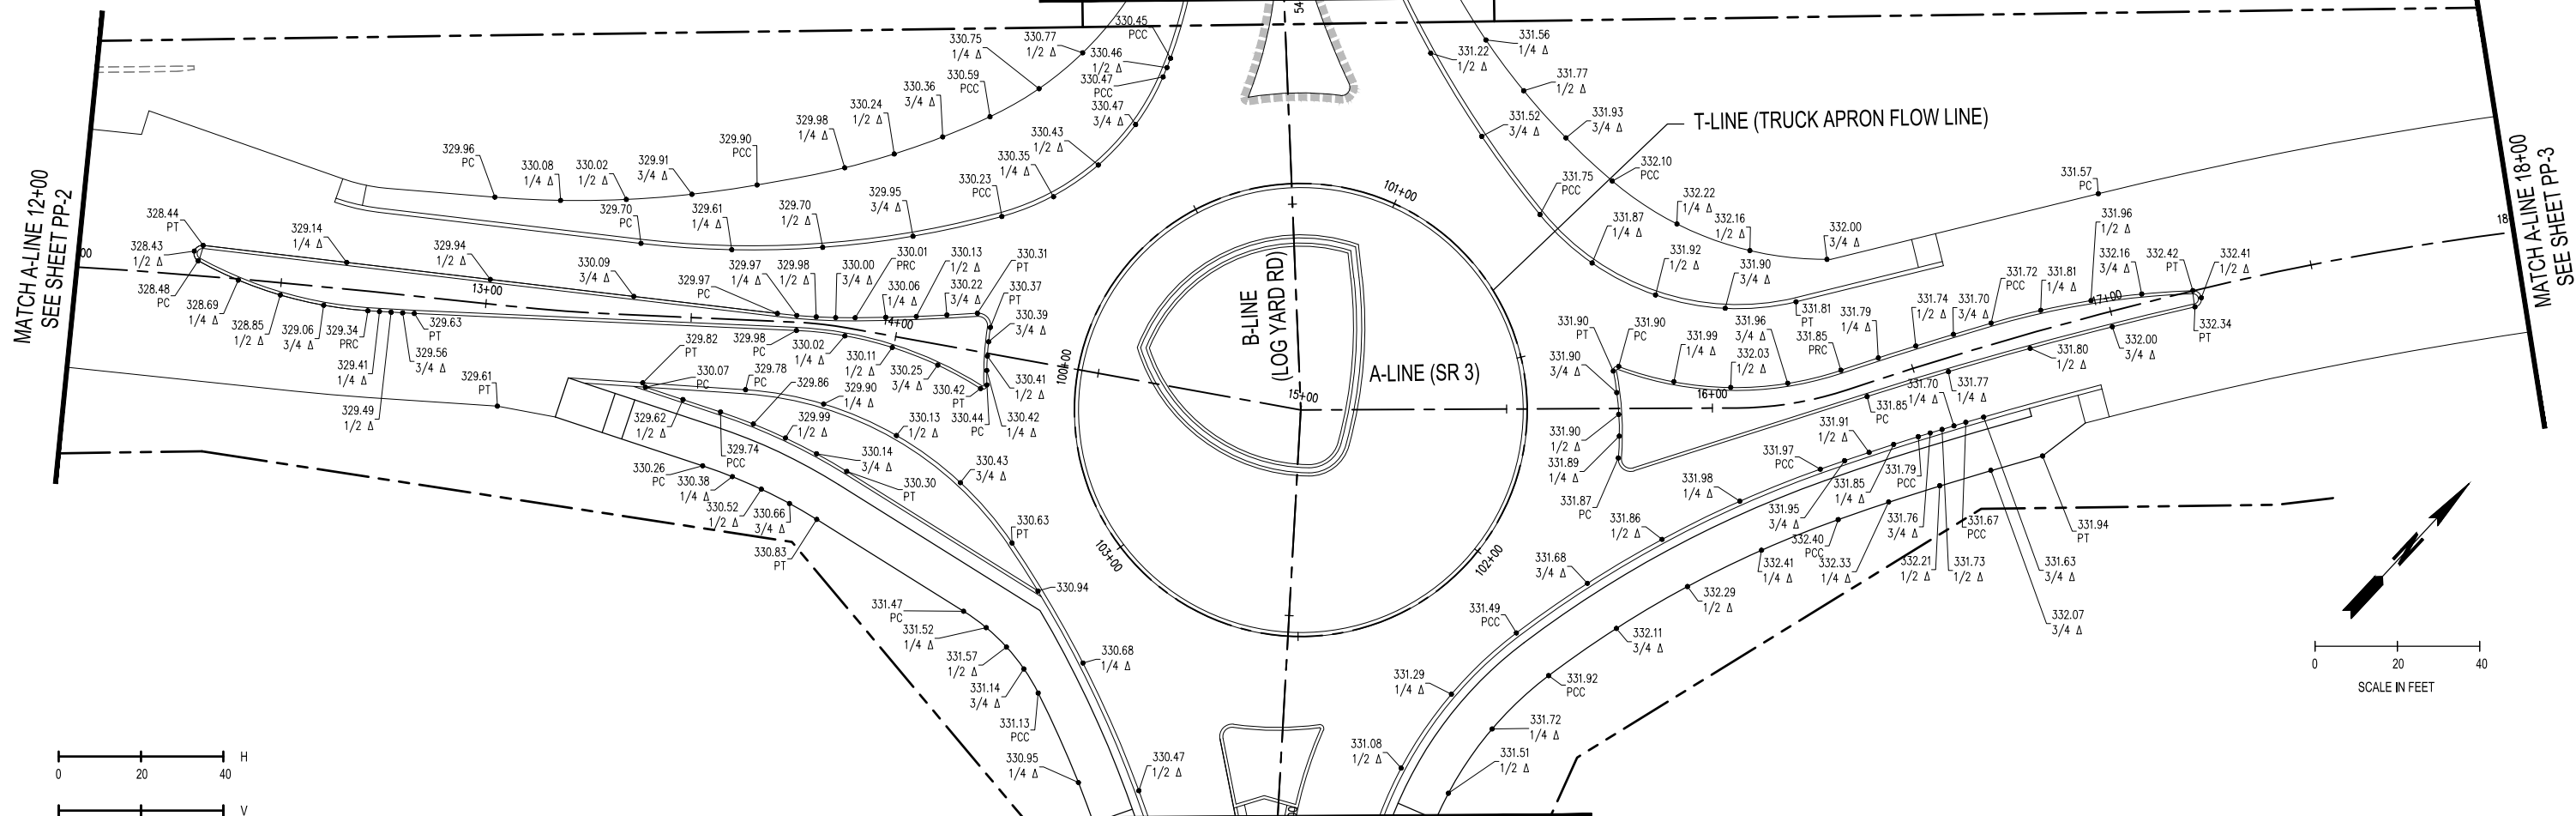 330.45
PCC
330.75
1/4 Δ
330.77
1/2 Δ
330.46
1/2 Δ
330.47
PCC
330.59
PCC
330.36
3/4 Δ
330.24
1/2 Δ
330.47
3/4 Δ
329.98
1/4 Δ
329.90
PCC
330.43
1/2 Δ
330.35
1/4 Δ
329.96
PC
330.08
1/4 Δ
330.02
1/2 Δ
329.91
3/4 Δ
330.23
PCC
329.95
3/4 Δ
329.70
PC
329.61
1/4 Δ
329.70
1/2 Δ
54
331.22
1/2 Δ
331.56
1/4 Δ
331.77
1/2 Δ
331.52
3/4 Δ
331.93
3/4 Δ
T-LINE (TRUCK APRON FLOW LINE)
332.10
PCC
331.75
PCC
331.57
PC
332.22
1/4 Δ
332.16
1/2 Δ
332.00
3/4 Δ
331.87
1/4 Δ
331.92
1/2 Δ
331.90
3/4 Δ
331.81
PT
331.96
1/2 Δ
332.16
3/4 Δ
332.42
PT
332.41
1/2 Δ
332.34
PT
MATCH A-LINE 12+00
SEE SHEET PP-2
00
328.44
PT
328.43
1/2 Δ
328.48
PC
328.69
1/4 Δ
328.85
1/2 Δ
329.06
3/4 Δ
329.34
PRC
329.41
1/4 Δ
329.49
1/2 Δ
329.56
3/4 Δ
329.63
PT
329.14
1/4 Δ
329.94
1/2 Δ
13+00
330.09
3/4 Δ
329.97
PC
329.97
1/4 Δ
329.98
1/2 Δ
330.00
3/4 Δ
330.01
PRC
330.06
1/4 Δ
330.13
1/2 Δ
330.22
3/4 Δ
330.31
PT
330.37
PT
330.39
3/4 Δ
330.41
1/2 Δ
330.42
1/4 Δ
330.44
PC
330.42
PT
14+00
329.98
PC
330.02
1/4 Δ
330.11
1/2 Δ
330.25
3/4 Δ
329.61
PT
329.82
PT
330.07
PC
329.78
PC
329.86
329.90
1/4 Δ
329.62
1/2 Δ
329.74
PCC
329.99
1/2 Δ
330.13
1/2 Δ
330.14
3/4 Δ
330.30
PT
330.43
3/4 Δ
330.26
PC
330.38
1/4 Δ
330.52
1/2 Δ
330.66
3/4 Δ
330.83
PT
330.63
PT
330.94
331.47
PC
331.52
1/4 Δ
331.57
1/2 Δ
331.14
3/4 Δ
331.13
PCC
330.95
1/4 Δ
330.68
1/4 Δ
330.47
1/2 Δ
101+00
102+00
103+00
B-LINE
(LOG YARD RD)
A-LINE (SR 3)
15+00
331.90
PT
331.90
PC
331.90
3/4 Δ
331.90
1/2 Δ
331.89
1/4 Δ
331.87
PC
331.99
1/4 Δ
332.03
1/2 Δ
331.96
3/4 Δ
331.85
PRC
331.79
1/4 Δ
331.74
1/2 Δ
331.70
3/4 Δ
331.72
PCC
331.81
1/4 Δ
16+00
17+00
18
331.80
1/2 Δ
332.00
3/4 Δ
331.70
1/4 Δ
331.77
1/4 Δ
331.85
PC
331.91
1/2 Δ
331.97
PCC
331.98
1/4 Δ
331.86
1/2 Δ
331.68
3/4 Δ
331.49
PCC
331.29
1/4 Δ
331.08
1/2 Δ
331.95
3/4 Δ
331.85
1/4 Δ
331.79
PCC
331.76
3/4 Δ
331.73
1/2 Δ
331.67
PCC
331.63
3/4 Δ
331.94
PT
332.07
3/4 Δ
332.21
1/2 Δ
332.33
1/4 Δ
332.40
PCC
332.41
1/4 Δ
332.29
1/2 Δ
332.11
3/4 Δ
331.92
PCC
331.72
1/4 Δ
331.51
1/2 Δ
MATCH A-LINE 18+00
SEE SHEET PP-3
0 20 40
SCALE IN FEET
H
0 20 40
V